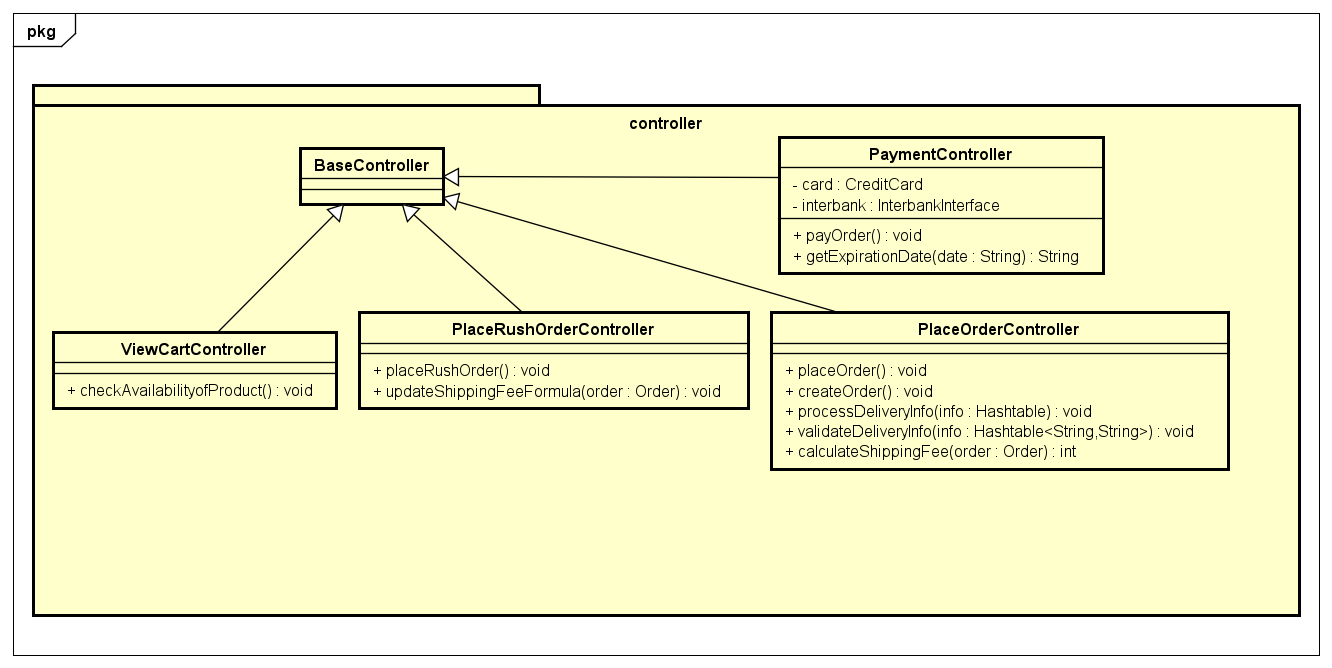 pkg
controller
BaseController
PaymentController
- card : CreditCard
- interbank : InterbankInterface
+ payOrder() : void
+ getExpirationDate(date : String) : String
ViewCartController
+ checkAvailabilityofProduct() : void
PlaceRushOrderController
+ placeRushOrder() : void
+ updateShippingFeeFormula(order : Order) : void
PlaceOrderController
+ placeOrder() : void
+ createOrder() : void
+ processDeliveryInfo(info : Hashtable) : void
+ validateDeliveryInfo(info : Hashtable<String,String>) : void
+ calculateShippingFee(order : Order) : int